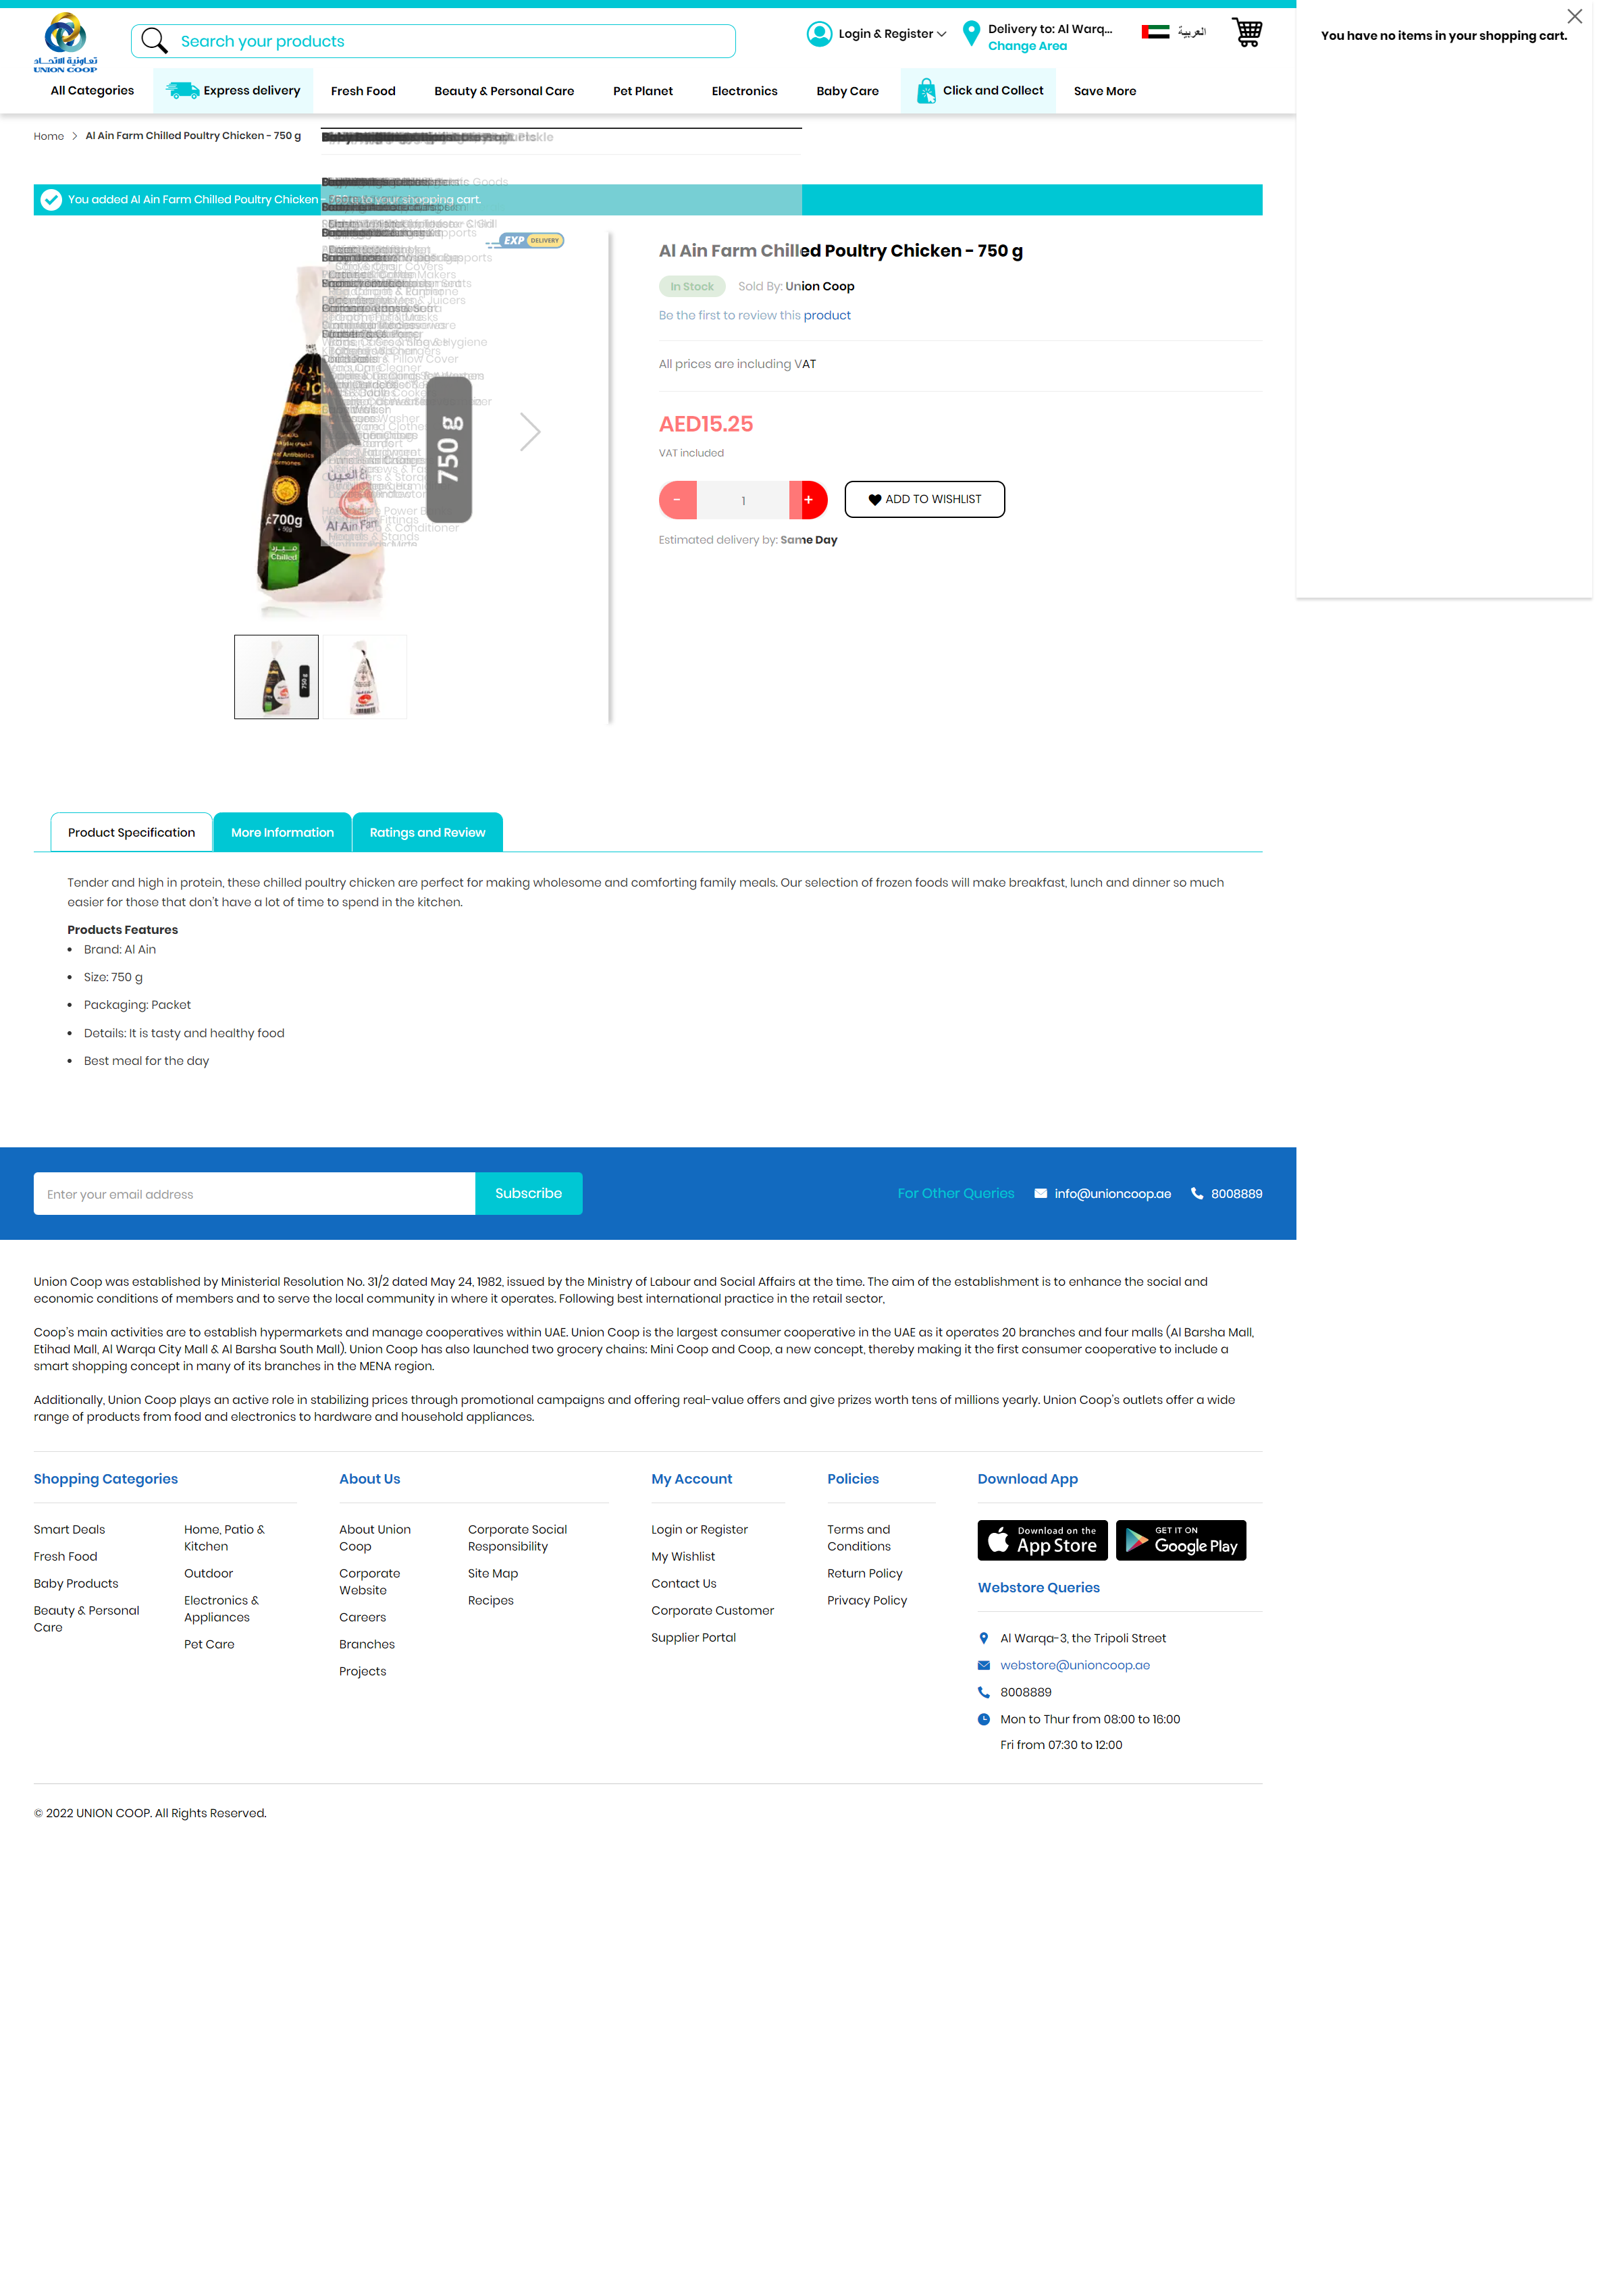 تعاونية الاتحـــاد
UNION COOP
Search your products
Login & Register
Delivery to: Al Warq...
Change Area
العربية
You have no items in your shopping cart.
All Categories
Express delivery
Fresh Food
Beauty & Personal Care
Pet Planet
Electronics
Baby Care
Click and Collect
Save More
Home
Al Ain Farm Chilled Poultry Chicken - 750 g
You added Al Ain Farm Chilled Poultry Chicken - to your shopping cart.
EXP DELIVERY
Al Ain Farm Chilled Poultry Chicken - 750 g
In Stock
Sold By: Union Coop
Be the first to review this product
All prices are including VAT
AED15.25
VAT included
-
1
+
ADD TO WISHLIST
Estimated delivery by: Same Day
750 g
العين
£700g
مبرد
Chilled
750 g
Product Specification
More Information
Ratings and Review
Tender and high in protein, these chilled poultry chicken are perfect for making wholesome and comforting family meals. Our selection of frozen foods will make breakfast, lunch and dinner so much
easier for those that don't have a lot of time to spend in the kitchen.
Products Features
Brand: Al Ain
Size: 750 g
Packaging: Packet
Details: It is tasty and healthy food
Best meal for the day
Enter your email address
Subscribe
For Other Queries
info@unioncoop.ae
8008889
Union Coop was established by Ministerial Resolution No. 31/2 dated May 24, 1982, issued by the Ministry of Labour and Social Affairs at the time. The aim of the establishment is to enhance the social and
economic conditions of members and to serve the local community in where it operates. Following best international practice in the retail sector,
Coop's main activities are to establish hypermarkets and manage cooperatives within UAE. Union Coop is the largest consumer cooperative in the UAE as it operates 20 branches and four malls (Al Barsha Mall,
Etihad Mall, Al Warqa City Mall & Al Barsha South Mall). Union Coop has also launched two grocery chains: Mini Coop and Coop, a new concept, thereby making it the first consumer cooperative to include a
smart shopping concept in many of its branches in the MENA region.
Additionally, Union Coop plays an active role in stabilizing prices through promotional campaigns and offering real-value offers and give prizes worth tens of millions yearly. Union Coop's outlets offer a wide
range of products from food and electronics to hardware and household appliances.
Shopping Categories
Smart Deals
Fresh Food
Baby Products
Beauty & Personal
Care
Home, Patio &
Kitchen
Outdoor
Electronics &
Appliances
Pet Care
About Us
About Union
Coop
Corporate
Website
Careers
Branches
Projects
Corporate Social
Responsibility
Site Map
Recipes
My Account
Login or Register
My Wishlist
Contact Us
Corporate Customer
Supplier Portal
Policies
Terms and
Conditions
Return Policy
Privacy Policy
Download App
Download on the
App Store
GET IT ON
Google Play
Webstore Queries
Al Warqa-3, the Tripoli Street
webstore@unioncoop.ae
8008889
Mon to Thur from 08:00 to 16:00
Fri from 07:30 to 12:00
© 2022 UNION COOP. All Rights Reserved.